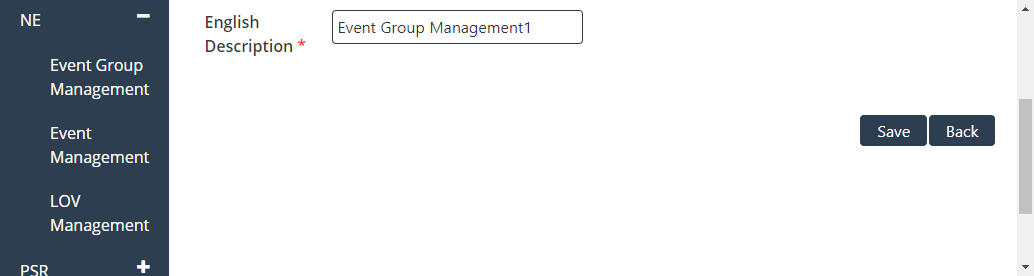 NE
Event Group
Management
Event
Management
LOV
Management
PSR
English
Description *
Event Group Management1
Save
Back